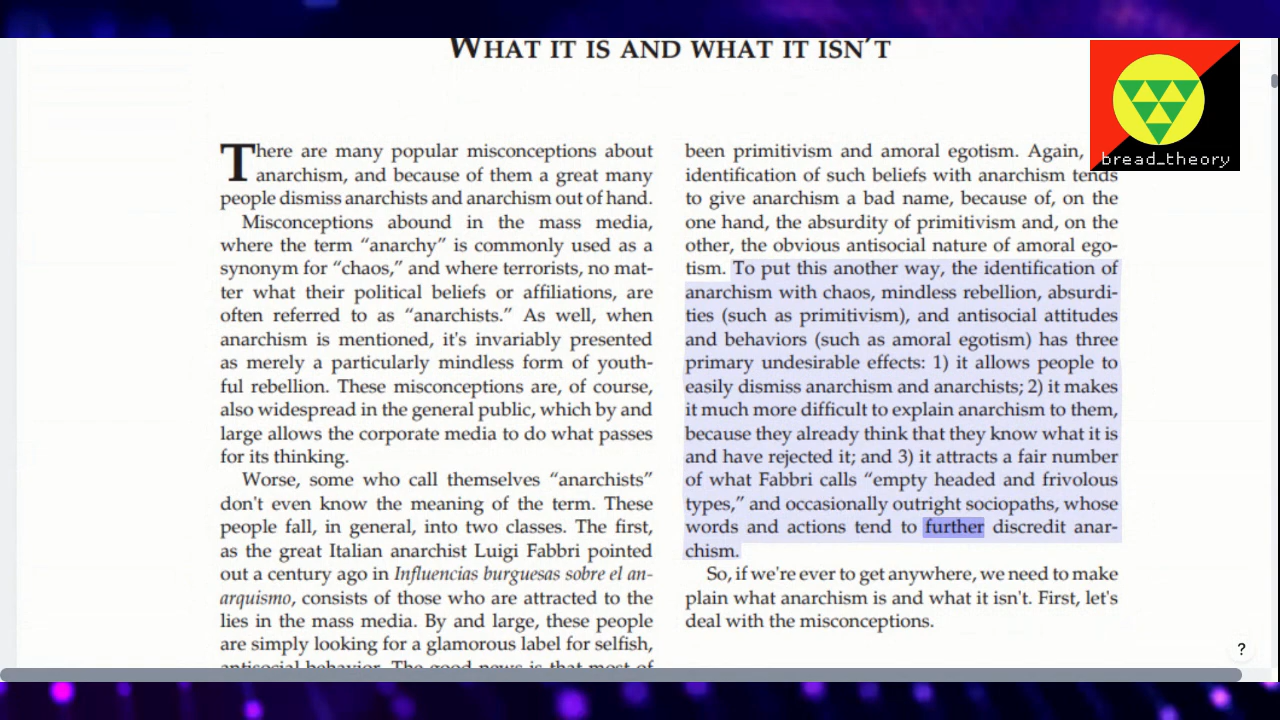 WHAT IT IS AND WHAT IT ISN'T
bread_theory
There are many popular misconceptions about
anarchism, and because of them a great many
people dismiss anarchists and anarchism out of hand.
Misconceptions abound in the mass media,
where the term “anarchy” is commonly used as a
synonym for “chaos,” and where terrorists, no mat-
ter what their political beliefs or affiliations, are
often referred to as “anarchists.” As well, when
anarchism is mentioned, it's invariably presented
as merely a particularly mindless form of youth-
ful rebellion. These misconceptions are, of course,
also widespread in the general public, which by and
large allows the corporate media to do what passes
for its thinking.
Worse, some who call themselves “anarchists”
don't even know the meaning of the term. These
people fall, in general, into two classes. The first,
as the great Italian anarchist Luigi Fabbri pointed
out a century ago in Influencias burguesas sobre el an-
arquismo, consists of those who are attracted to the
lies in the mass media. By and large, these people
are simply looking for a glamorous label for selfish,
antisocial behavior. The good news is that most of
been primitivism and amoral egotism. Again,
identification of such beliefs with anarchism tends
to give anarchism a bad name, because of, on the
one hand, the absurdity of primitivism and, on the
other, the obvious antisocial nature of amoral ego-
tism. To put this another way, the identification of
anarchism with chaos, mindless rebellion, absurdi-
ties (such as primitivism), and antisocial attitudes
and behaviors (such as amoral egotism) has three
primary undesirable effects: 1) it allows people to
easily dismiss anarchism and anarchists; 2) it makes
it much more difficult to explain anarchism to them,
because they already think that they know what it is
and have rejected it; and 3) it attracts a fair number
of what Fabbri calls “empty headed and frivolous
types,” and occasionally outright sociopaths, whose
words and actions tend to further discredit anar-
chism.
So, if we're ever to get anywhere, we need to make
plain what anarchism is and what it isn't. First, let's
deal with the misconceptions.
?